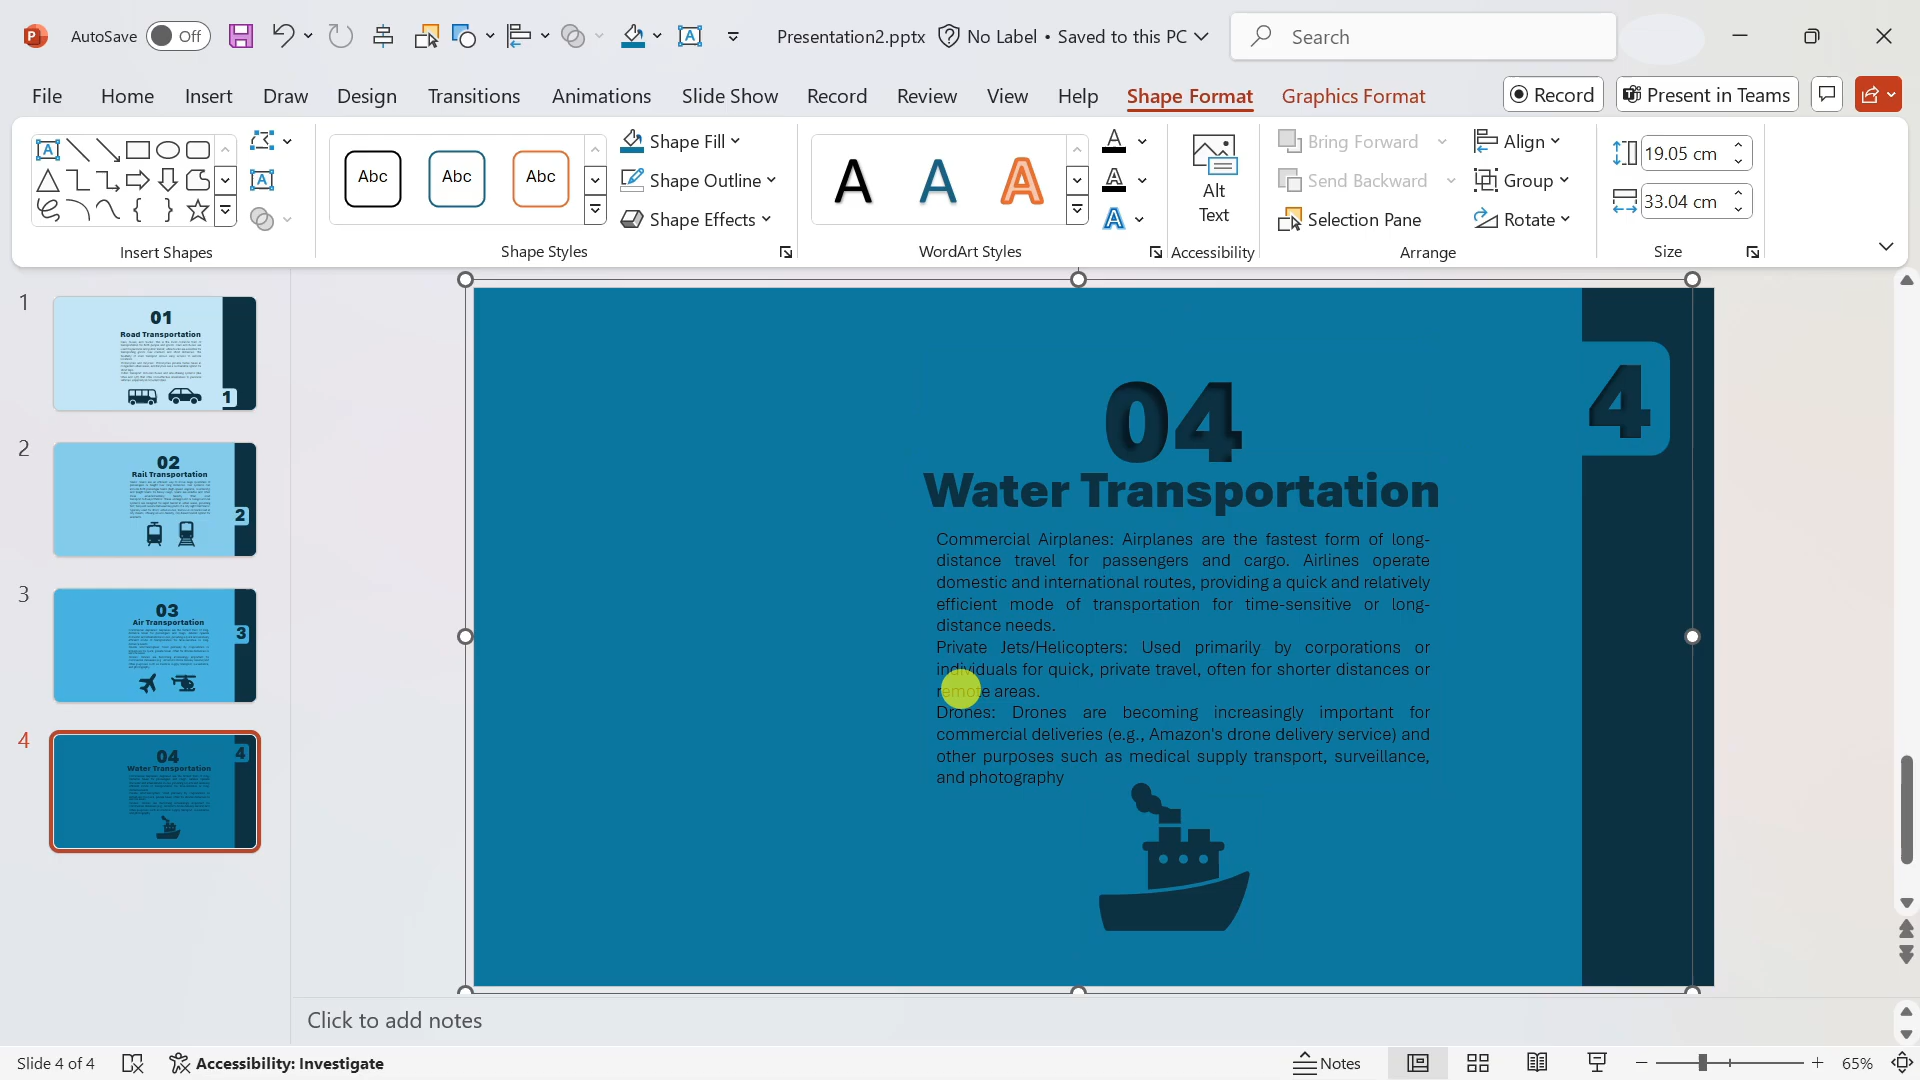 AutoSave Off Presentation2.pptx No Label • Saved to this PC Search
File Home Insert Draw Design Transitions Animations Slide Show Record Review View Help Shape Format Graphics Format Record Present in Teams
Abc Abc Abc
Shape Fill
Shape Outline
Shape Effects
A A A
Alt
Text
Bring Forward
Send Backward
Selection Pane
Align
Group
Rotate
19.05 cm
33.04 cm
Insert Shapes Shape Styles WordArt Styles Accessibility Arrange Size
1
01
Road Transportation
1
2
02
Rail Transportation
2
3
03
Air Transportation
3
4
04
Water Transportation
4
4
04
Water Transportation
Commercial Airplanes: Airplanes are the fastest form of long-
distance travel for passengers and cargo. Airlines operate
domestic and international routes, providing a quick and relatively
efficient mode of transportation for time-sensitive or long-
distance needs.
Private Jets/Helicopters: Used primarily by corporations or
individuals for quick, private travel, often for shorter distances or
remote areas.
Drones: Drones are becoming increasingly important for
commercial deliveries (e.g., Amazon's drone delivery service) and
other purposes such as medical supply transport, surveillance,
and photography
Click to add notes
Slide 4 of 4 Accessibility: Investigate Notes 65%